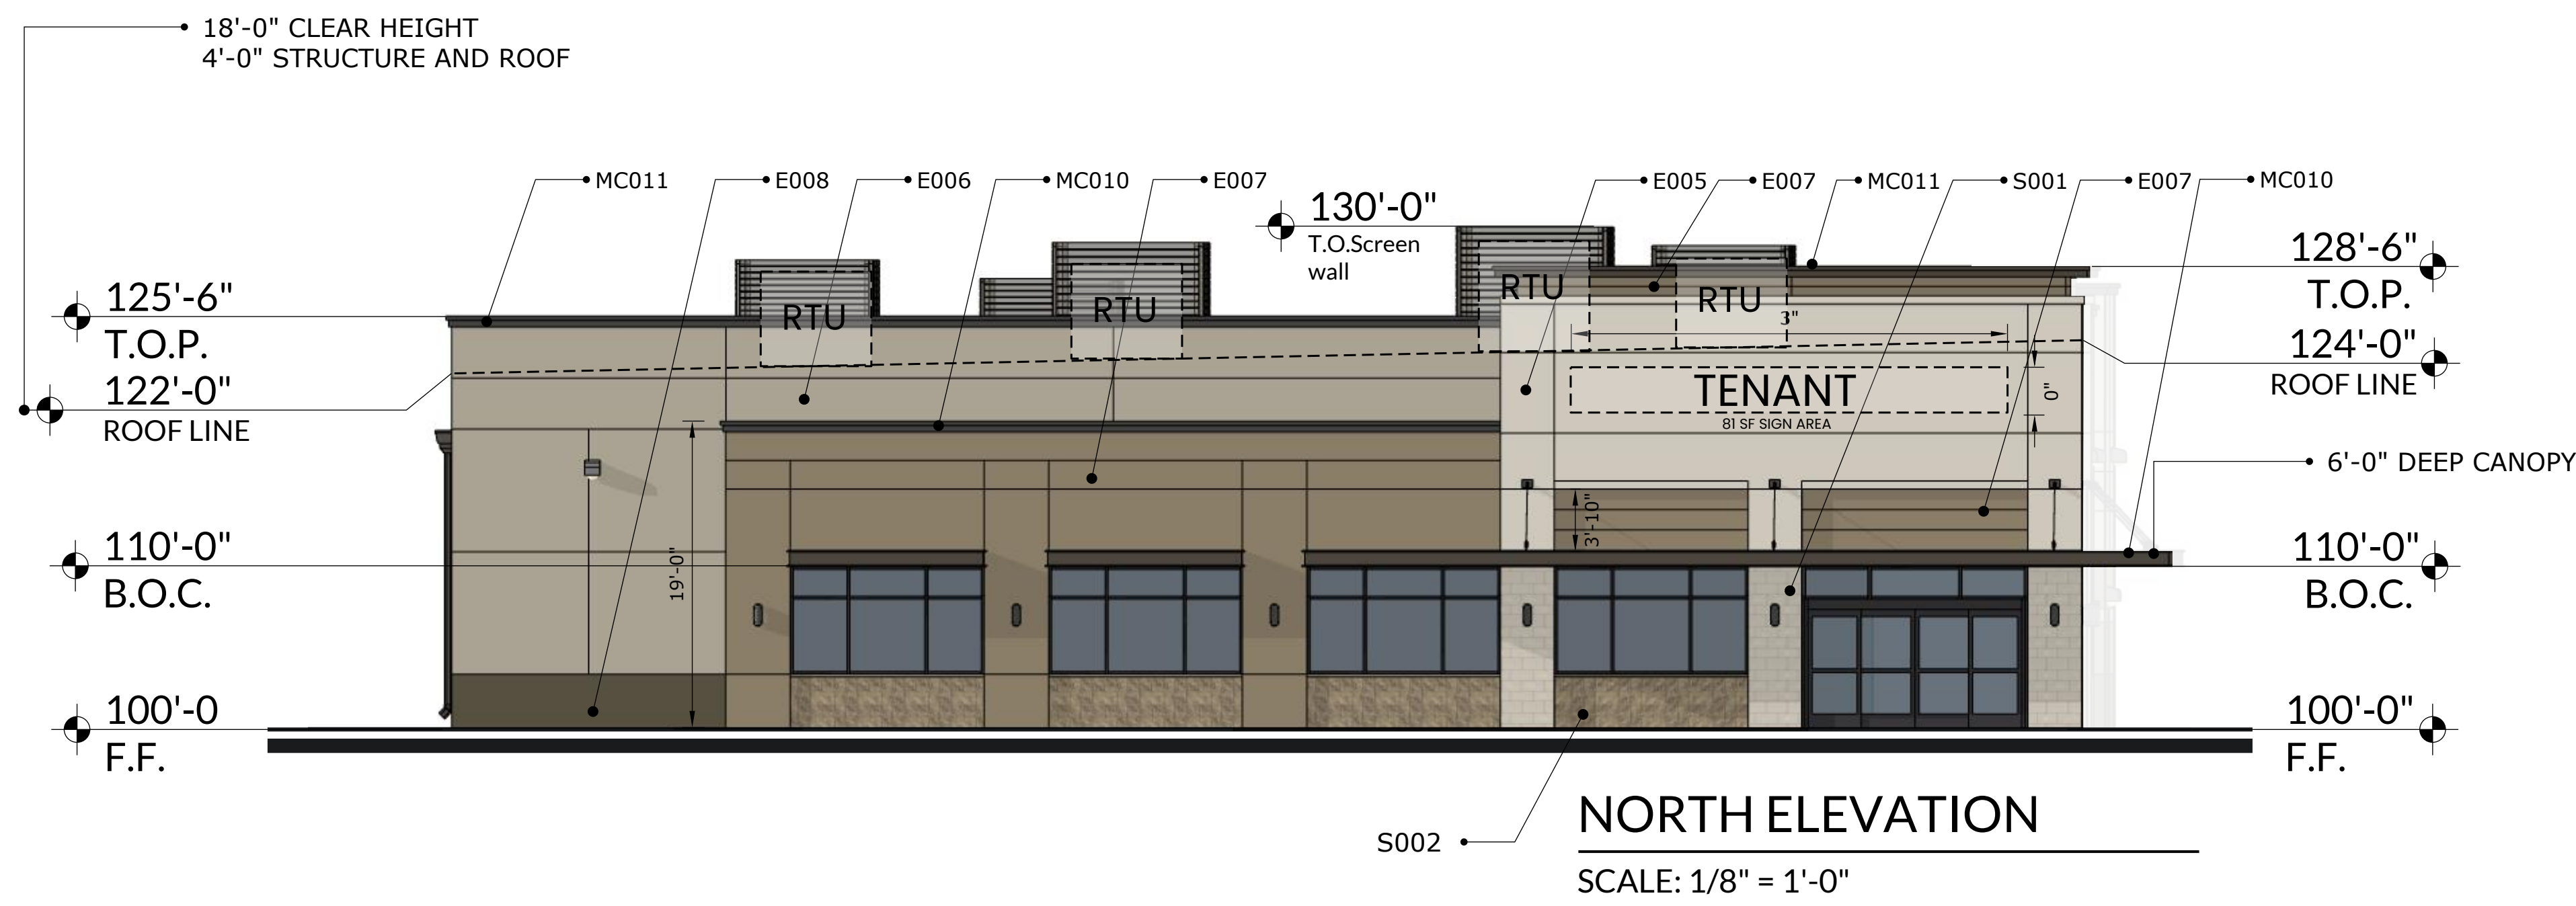 18'-0" CLEAR HEIGHT
4'-0" STRUCTURE AND ROOF
MC011
E008
E006
MC010
E007
E005
E007
MC011
S001
E007
MC010
130'-0"
T.O.Screen
wall
125'-6"
T.O.P.
122'-0"
ROOF LINE
110'-0"
B.O.C.
100'-0
F.F.
RTU
RTU
RTU
RTU
3"
TENANT
81 SF SIGN AREA
0"
3'-10"
19'-0"
128'-6"
T.O.P.
124'-0"
ROOF LINE
6'-0" DEEP CANOPY
110'-0"
B.O.C.
100'-0"
F.F.
S002
NORTH ELEVATION
SCALE: 1/8" = 1'-0"